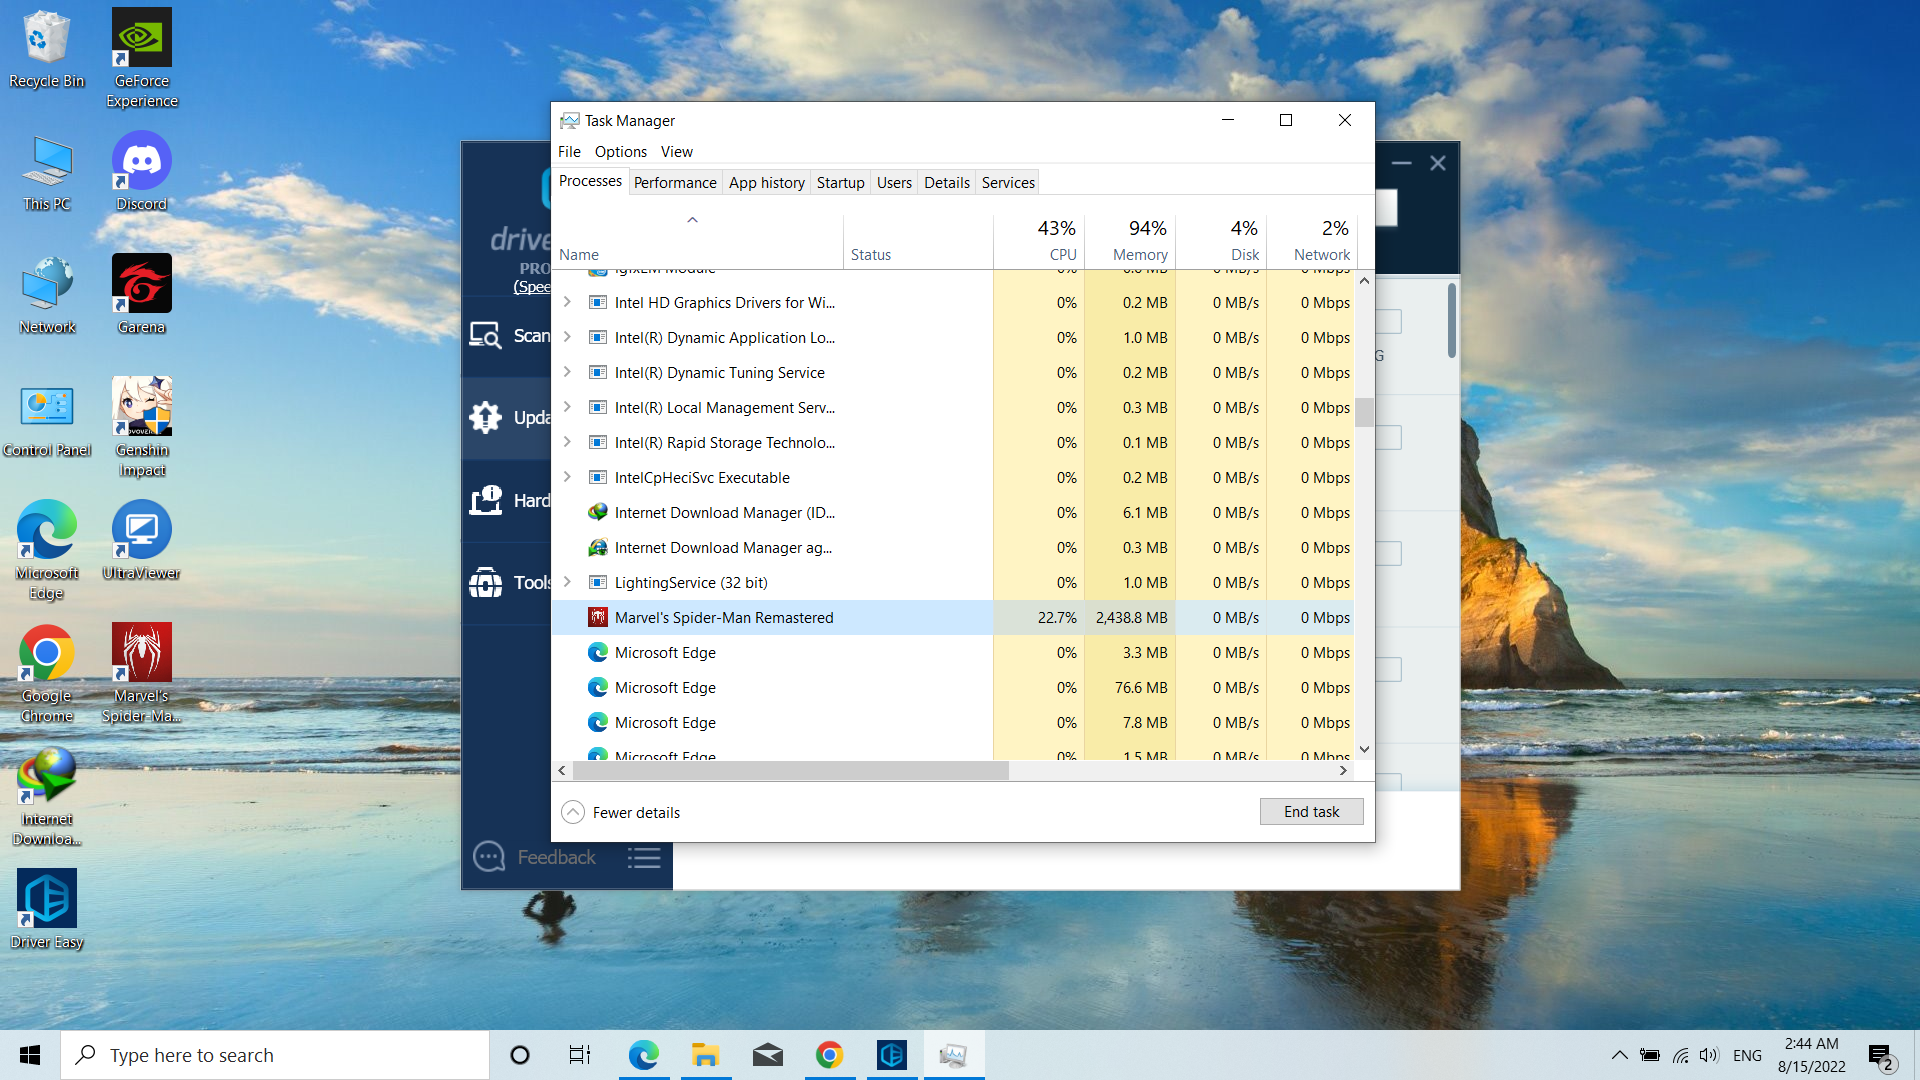 Recycle Bin
GeForce
Experience
This PC
Discord
Network
Garena
Control Panel
Genshin
Impact
Microsoft
Edge
UltraViewer
Google
Chrome
Marvel's
Spider-Ma...
Internet
Downloa...
Driver Easy
Task Manager
File Options View
Processes Performance App history Startup Users Details Services
43% 94% 4% 2%
Name Status CPU Memory Disk Network
igfxEM Module 0% 0.6 MB 0 MB/s 0 Mbps
Intel HD Graphics Drivers for Wi... 0% 0.2 MB 0 MB/s 0 Mbps
Intel(R) Dynamic Application Lo... 0% 1.0 MB 0 MB/s 0 Mbps
Intel(R) Dynamic Tuning Service 0% 0.2 MB 0 MB/s 0 Mbps
Intel(R) Local Management Serv... 0% 0.3 MB 0 MB/s 0 Mbps
Intel(R) Rapid Storage Technolo... 0% 0.1 MB 0 MB/s 0 Mbps
IntelCpHeciSvc Executable 0% 0.2 MB 0 MB/s 0 Mbps
Internet Download Manager (ID... 0% 6.1 MB 0 MB/s 0 Mbps
Internet Download Manager ag... 0% 0.3 MB 0 MB/s 0 Mbps
LightingService (32 bit) 0% 1.0 MB 0 MB/s 0 Mbps
Marvel's Spider-Man Remastered 22.7% 2,438.8 MB 0 MB/s 0 Mbps
Microsoft Edge 0% 3.3 MB 0 MB/s 0 Mbps
Microsoft Edge 0% 76.6 MB 0 MB/s 0 Mbps
Microsoft Edge 0% 7.8 MB 0 MB/s 0 Mbps
Microsoft Edge 0% 1.5 MB 0 MB/s 0 Mbps
Fewer details End task
drive
PRO
(Spee
Scan
Upda
Hard
Tools
Feedback
G
Type here to search
ENG
2:44 AM
8/15/2022
2